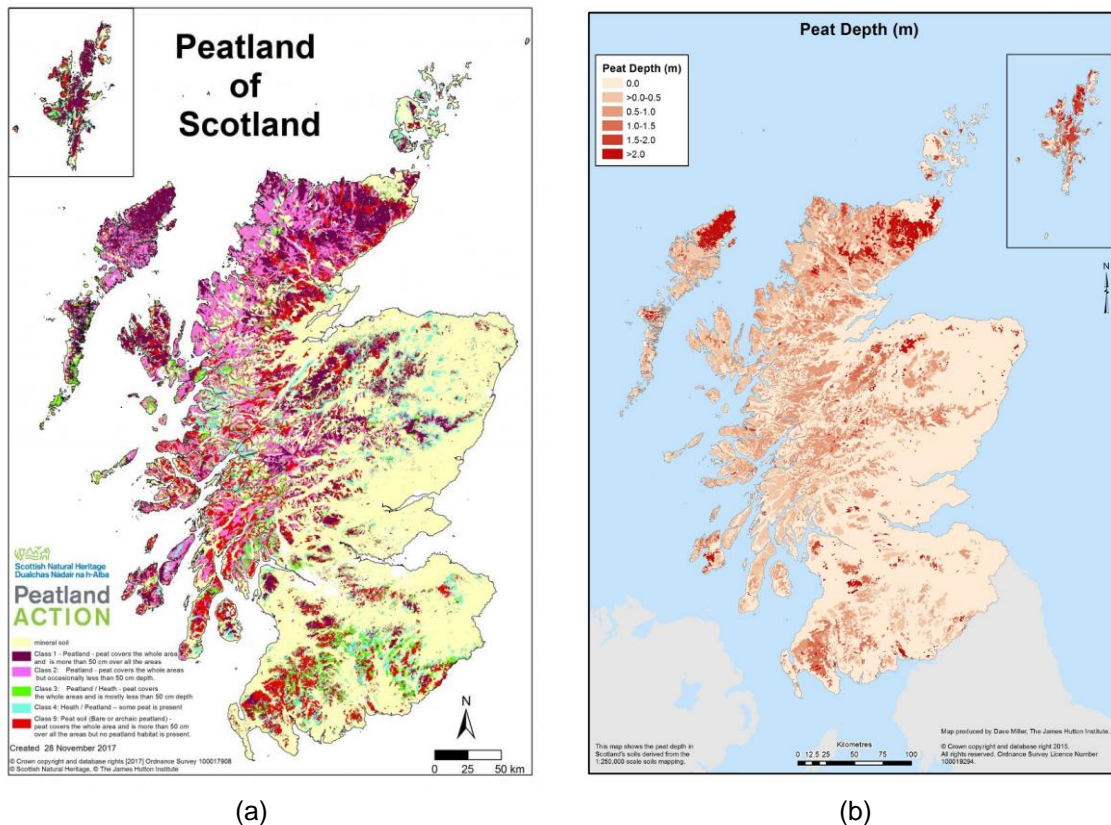 Peatland
of
Scotland
Scottish Natural Heritage
Dualchas Nàdair na h-Alba
Peatland
ACTION
mineral soil
Class 1 - Peatland - peat covers the whole area
and is more than 50 cm over all the areas
Class 2: Peatland - peat covers the whole areas
but occasionally less than 50 cm depth.
Class 3: Peatland / Heath - peat covers
the whole areas and is mostly less than 50 cm depth
Class 4: Heath / Peatland – some peat is present
Class 5: Peat soil (Bare or archaic peatland) -
peat covers the whole area and is more than 50 cm
over all the areas but no peatland habitat is present.
Created 28 November 2017
© Crown copyright and database rights [2017] Ordnance Survey 100017908
© Scottish Natural Heritage, © The James Hutton Institute
N
0 25 50 km
(a)
Peat Depth (m)
Peat Depth (m)
0.0
>0.0-0.5
0.5-1.0
1.0-1.5
1.5-2.0
>2.0
N
This map shows the peat depth in
Scotland's soils derived from the
1:250,000 scale soils mapping.
Kilometres
0 12.5 25 50 75 100
Map produced by Dave Miller, The James Hutton Institute.
© Crown copyright and database right 2015.
All rights reserved. Ordnance Survey Licence Number
100019294.
(b)